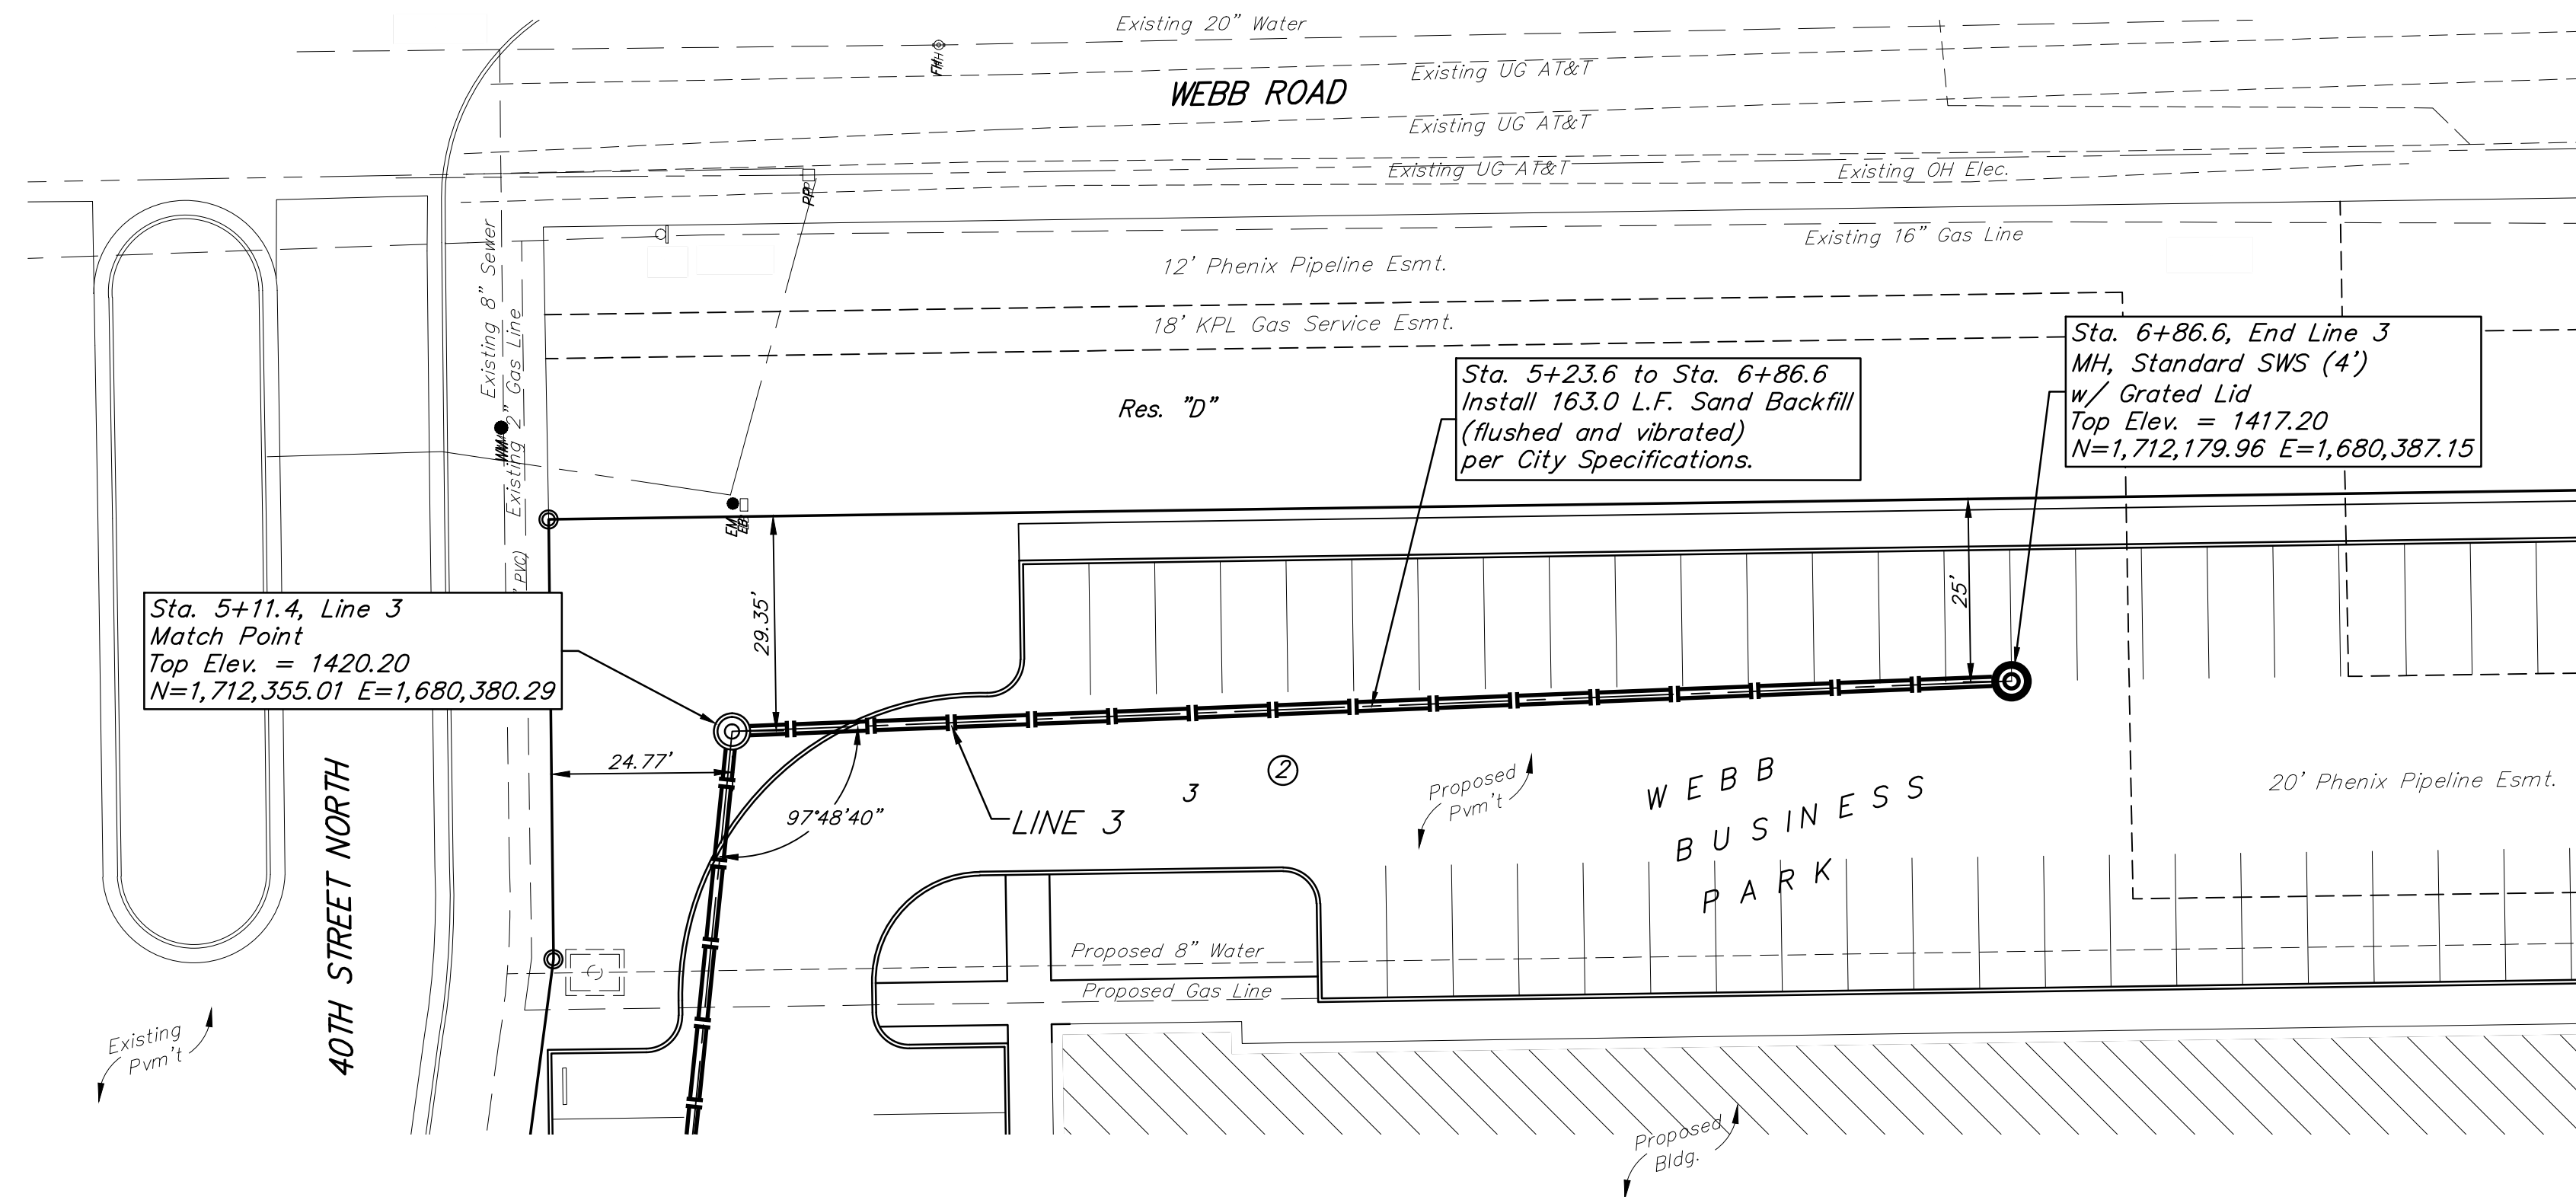 Existing 20" Water
FH
Existing UG AT&T
WEBB ROAD
Existing UG AT&T
Existing UG AT&T
Existing OH Elec.
PP
Existing 16" Gas Line
12' Phenix Pipeline Esmt.
18' KPL Gas Service Esmt.
Existing 8" Sewer
Existing 2" Gas Line
PVC)
Res. "D"
Sta. 5+23.6 to Sta. 6+86.6
Install 163.0 L.F. Sand Backfill
(flushed and vibrated)
per City Specifications.
Sta. 6+86.6, End Line 3
MH, Standard SWS (4')
w/ Grated Lid
Top Elev. = 1417.20
N=1,712,179.96 E=1,680,387.15
EM
EB
Sta. 5+11.4, Line 3
Match Point
Top Elev. = 1420.20
N=1,712,355.01 E=1,680,380.29
29.35'
25'
24.77'
97°48'40"
LINE 3
3
2
Proposed
Pvm't
WEBB
BUSINESS
PARK
20' Phenix Pipeline Esmt.
40TH STREET NORTH
Proposed 8" Water
Proposed Gas Line
Existing
Pvm't
Proposed
Bldg.